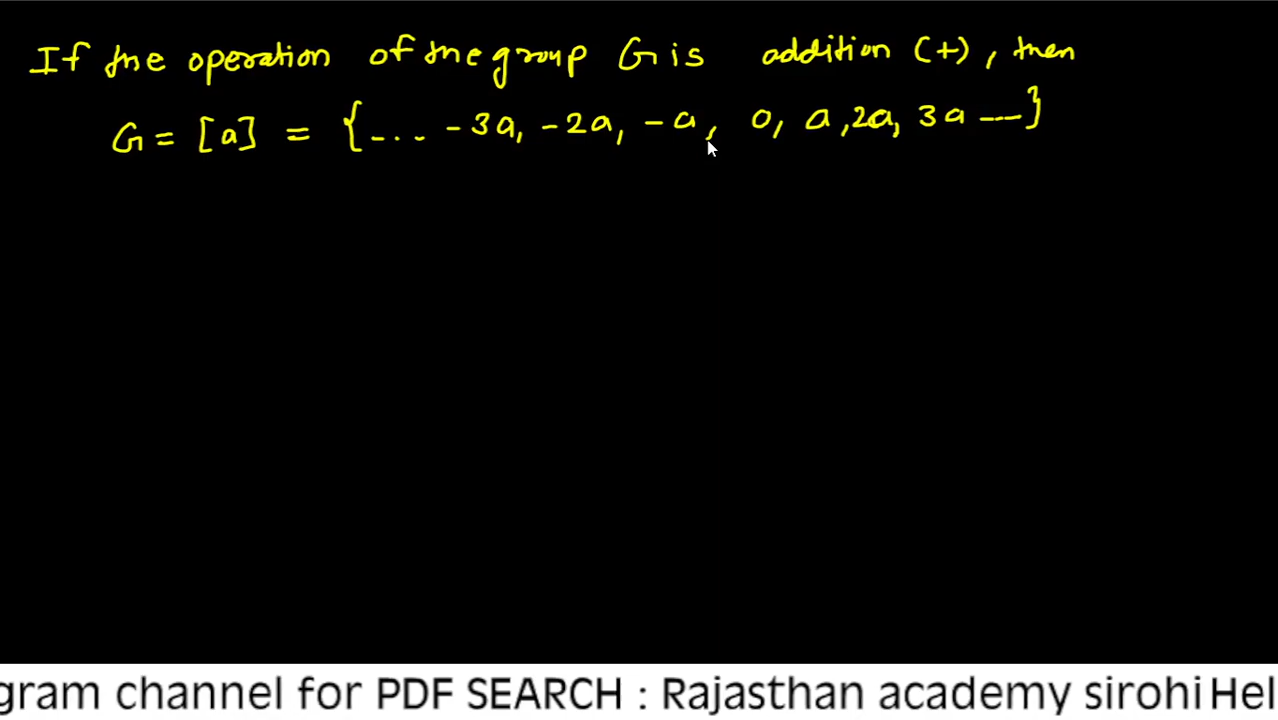 If the operation of the group G is addition (+), then
G = [a] = {... -3a, -2a, -a, 0, a, 2a, 3a ---}
gram channel for PDF SEARCH : Rajasthan academy sirohi Hel